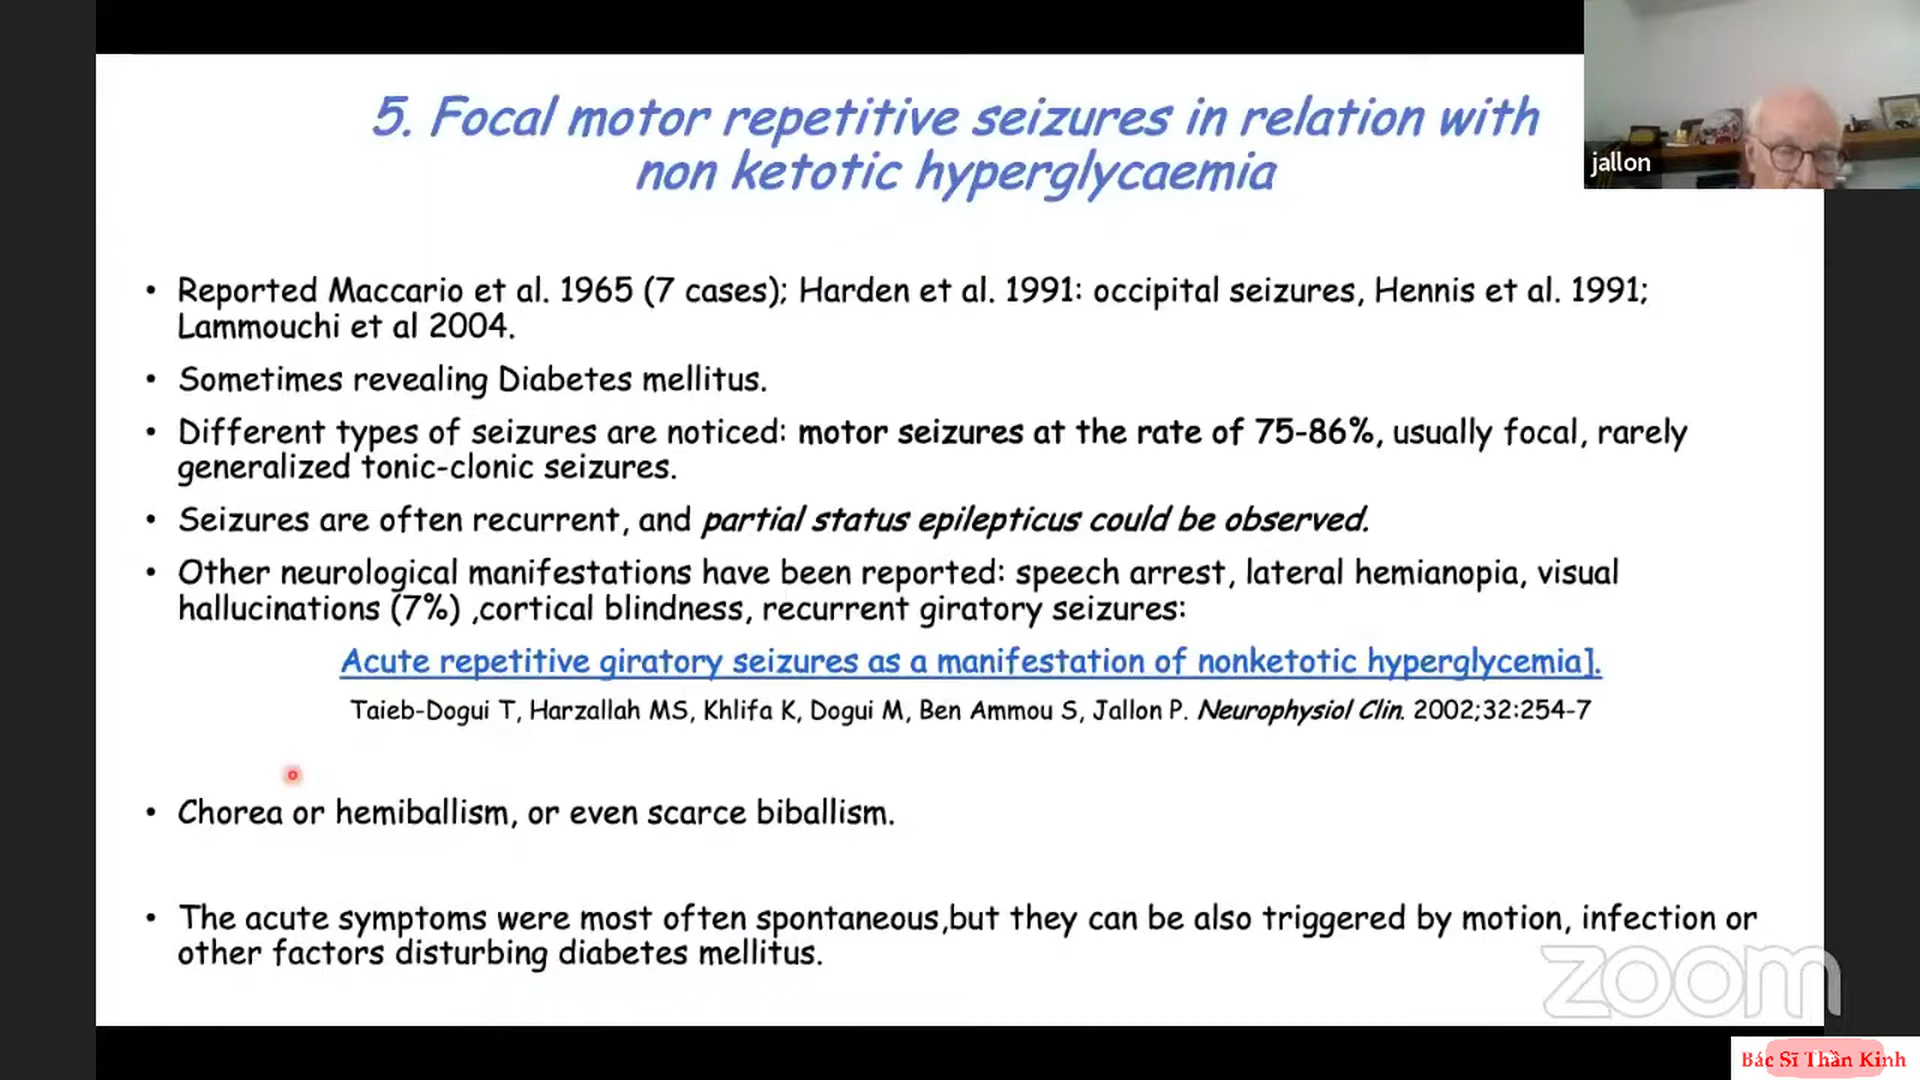 5. Focal motor repetitive seizures in relation with
non ketotic hyperglycaemia
jallon
• Reported Maccario et al. 1965 (7 cases); Harden et al. 1991: occipital seizures, Hennis et al. 1991;
Lammouchi et al 2004.
• Sometimes revealing Diabetes mellitus.
• Different types of seizures are noticed: motor seizures at the rate of 75-86%, usually focal, rarely
generalized tonic-clonic seizures.
• Seizures are often recurrent, and partial status epilepticus could be observed.
• Other neurological manifestations have been reported: speech arrest, lateral hemianopia, visual
hallucinations (7%) ,cortical blindness, recurrent giratory seizures:
Acute repetitive giratory seizures as a manifestation of nonketotic hyperglycemia].
Taieb-Dogui T, Harzallah MS, Khlifa K, Dogui M, Ben Ammou S, Jallon P. Neurophysiol Clin. 2002;32:254-7
• Chorea or hemiballism, or even scarce biballism.
• The acute symptoms were most often spontaneous,but they can be also triggered by motion, infection or
other factors disturbing diabetes mellitus.
zoom
Bác Sĩ Thần Kinh